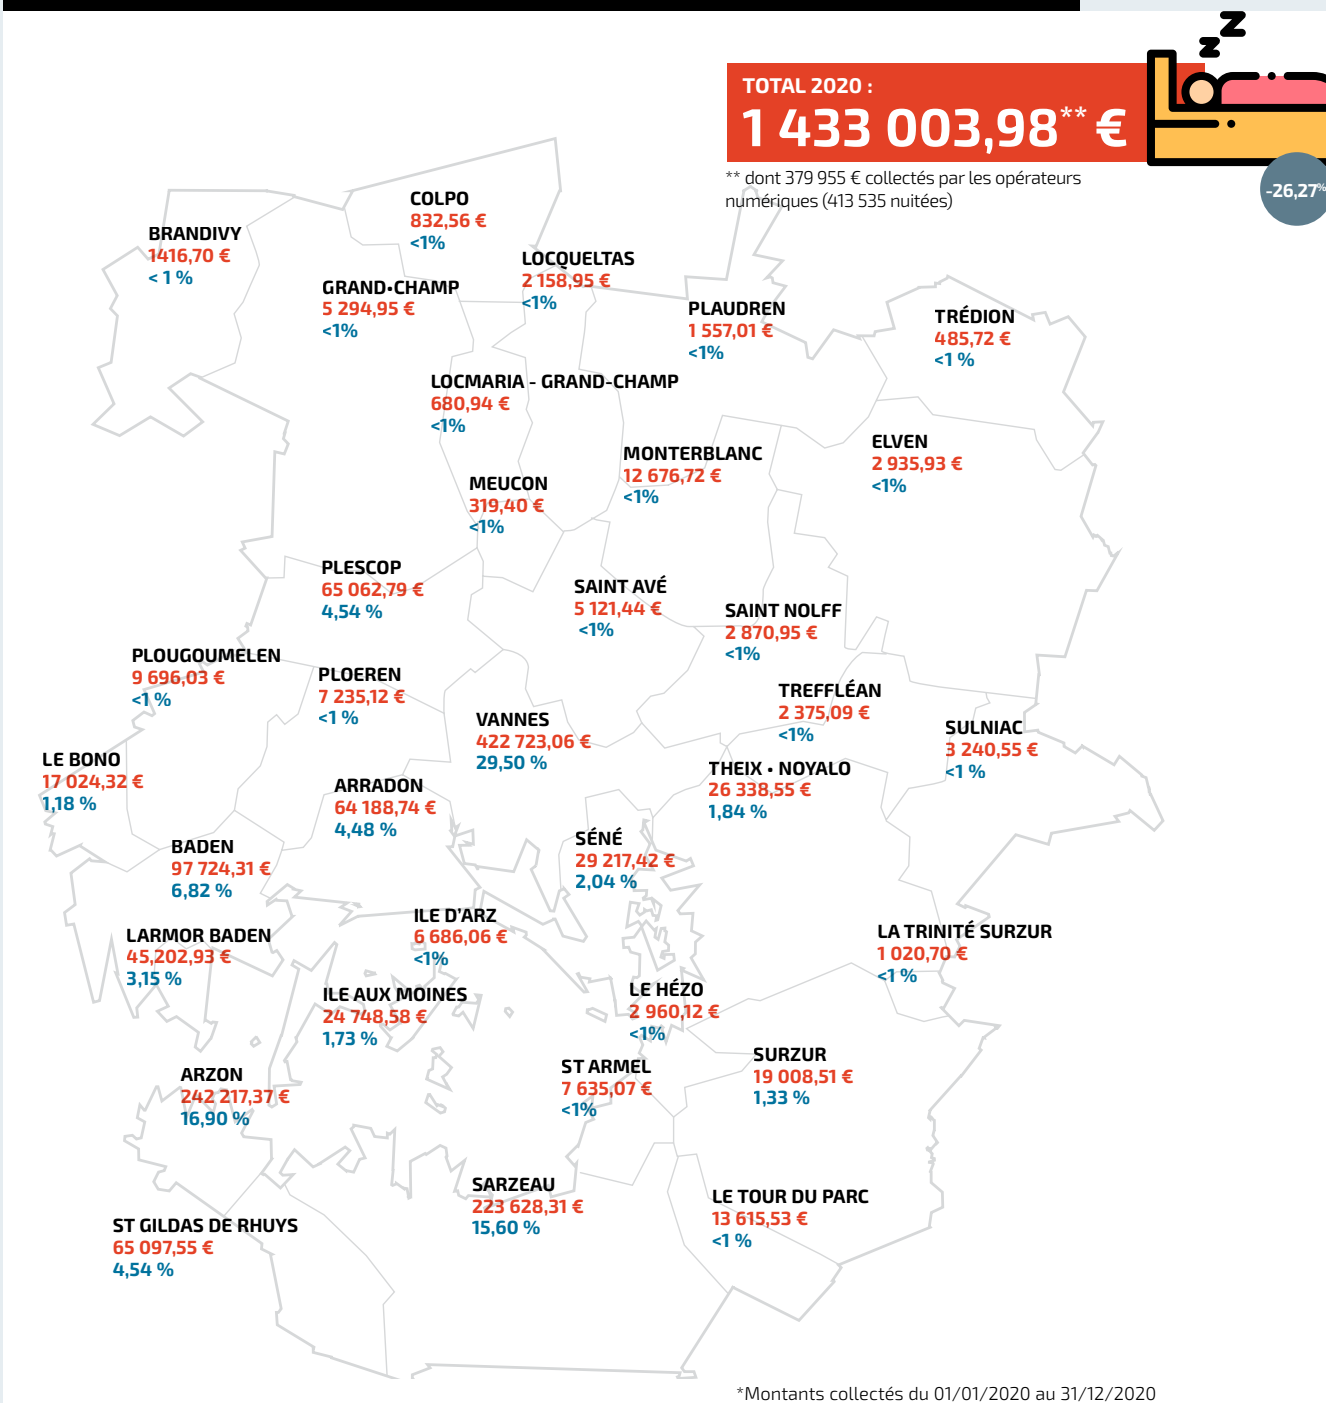 z
z
TOTAL 2020 :
1 433 003,98** €
-26,27%
** dont 379 955 € collectés par les opérateurs
numériques (413 535 nuitées)
COLPO
832,56 €
<1%
BRANDIVY
1416,70 €
< 1 %
LOCQUELTAS
2 158,95 €
<1%
GRAND•CHAMP
5 294,95 €
<1%
PLAUDREN
1 557,01 €
<1%
TRÉDION
485,72 €
<1 %
LOCMARIA - GRAND-CHAMP
680,94 €
<1%
ELVEN
2 935,93 €
<1%
MONTERBLANC
12 676,72 €
<1%
MEUCON
319,40 €
<1%
PLESCOP
65 062,79 €
4,54 %
SAINT AVÉ
5 121,44 €
<1%
SAINT NOLFF
2 870,95 €
<1%
PLOUGOUMELEN
9 696,03 €
<1 %
PLOEREN
7 235,12 €
<1 %
TREFFLÉAN
2 375,09 €
<1%
VANNES
422 723,06 €
29,50 %
SULNIAC
3 240,55 €
<1 %
LE BONO
17 024,32 €
1,18 %
THEIX • NOYALO
26 338,55 €
1,84 %
ARRADON
64 188,74 €
4,48 %
SÉNÉ
29 217,42 €
2,04 %
BADEN
97 724,31 €
6,82 %
ILE D'ARZ
6 686,06 €
<1%
LARMOR BADEN
45,202,93 €
3,15 %
LA TRINITÉ SURZUR
1 020,70 €
<1 %
ILE AUX MOINES
24 748,58 €
1,73 %
LE HÉZO
2 960,12 €
<1%
SURZUR
19 008,51 €
1,33 %
ST ARMEL
7 635,07 €
<1%
ARZON
242 217,37 €
16,90 %
SARZEAU
223 628,31 €
15,60 %
LE TOUR DU PARC
13 615,53 €
<1 %
ST GILDAS DE RHUYS
65 097,55 €
4,54 %
*Montants collectés du 01/01/2020 au 31/12/2020